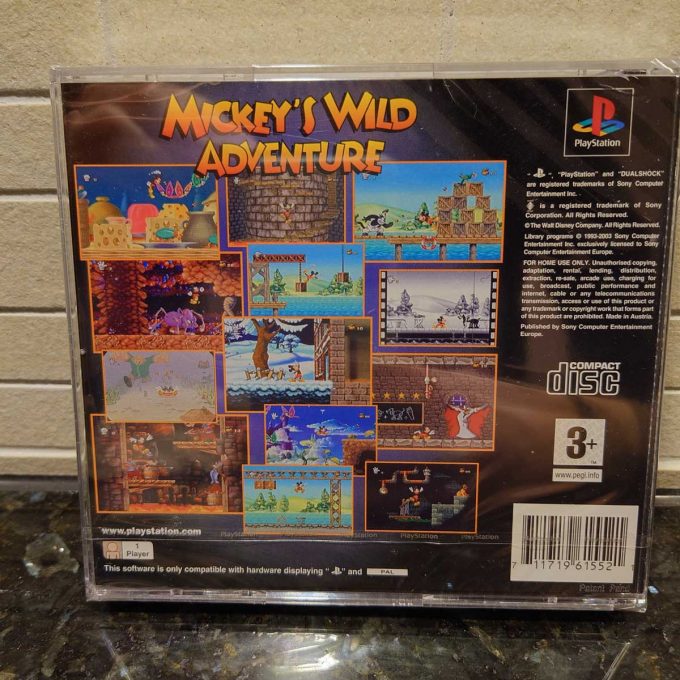 MICKEY'S WILD
ADVENTURE
PlayStation
"PlayStation" and "DUALSHOCK"
are registered trademarks of Sony Computer
Entertainment Inc.
is a registered trademark of Sony
Corporation. All Rights Reserved.
©The Walt Disney Company. All Rights Reserved.
Library programs © 1993-2003 Sony Computer
Entertainment Inc. exclusively licensed to Sony
Computer Entertainment Europe.
FOR HOME USE ONLY. Unauthorised copying,
adaptation, rental, lending, distribution,
extraction, re-sale, arcade use, charging for
use, broadcast, public performance and
internet, cable or any telecommunications
transmission, access or use of this product or
any trademark or copyright work that forms part
of this product are prohibited. Made in Austria.
Published by Sony Computer Entertainment
Europe.
COMPACT
disc
3+
TM
www.pegi.info
www.playstation.com
PlayStation
PlayStation
1
Player
This software is only compatible with hardware displaying " " and PAL
7 11719 61552 1